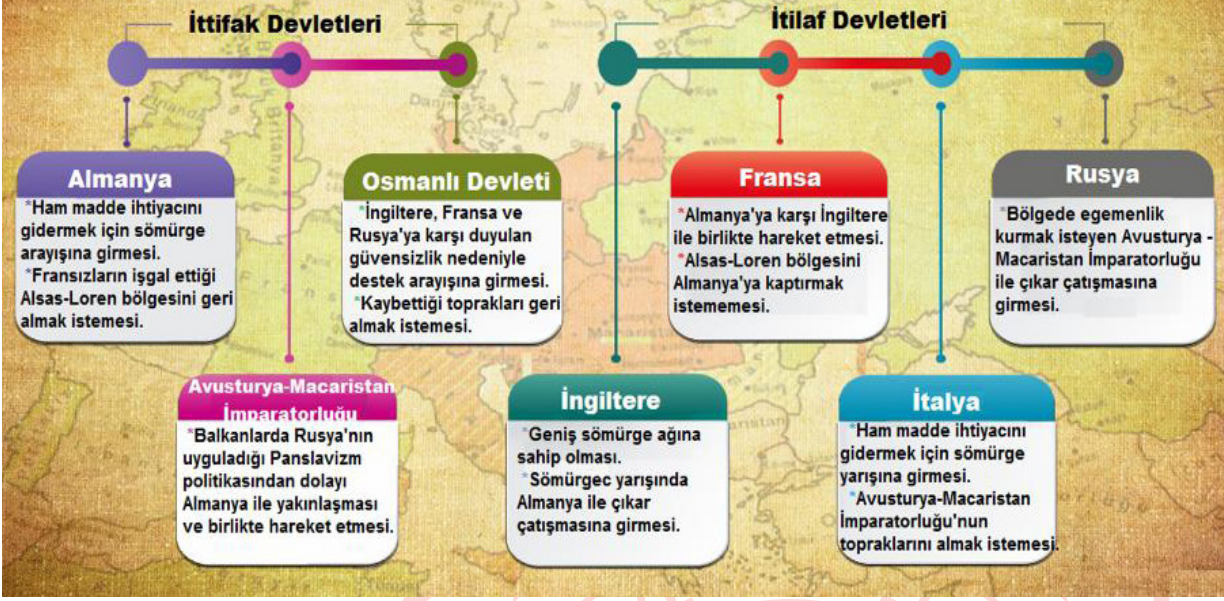 İttifak Devletleri
Almanya
*Ham madde ihtiyacını
gidermek için sömürge
arayışına girmesi.
*Fransızların işgal ettiği
Alsas-Loren bölgesini geri
almak istemesi.
Avusturya-Macaristan
İmparatorluğu
*Balkanlarda Rusya'nın
uyguladığı Panslavizm
politikasından dolayı
Almanya ile yakınlaşması
ve birlikte hareket etmesi.
Osmanlı Devleti
*İngiltere, Fransa ve
Rusya'ya karşı duyulan
güvensizlik nedeniyle
destek arayışına girmesi.
*Kaybettiği toprakları geri
almak istemesi.
İtilaf Devletleri
İngiltere
*Geniş sömürge ağına
sahip olması.
*Sömürgec yarışında
Almanya ile çıkar
çatışmasına girmesi.
Fransa
*Almanya'ya karşı İngiltere
ile birlikte hareket etmesi.
*Alsas-Loren bölgesini
Almanya'ya kaptırmak
istememesi.
İtalya
*Ham madde ihtiyacını
gidermek için sömürge
yarışına girmesi.
*Avusturya-Macaristan
İmparatorluğu'nun
topraklarını almak istemesi.
Rusya
*Bölgede egemenlik
kurmak isteyen Avusturya -
Macaristan İmparatorluğu
ile çıkar çatışmasına
girmesi.